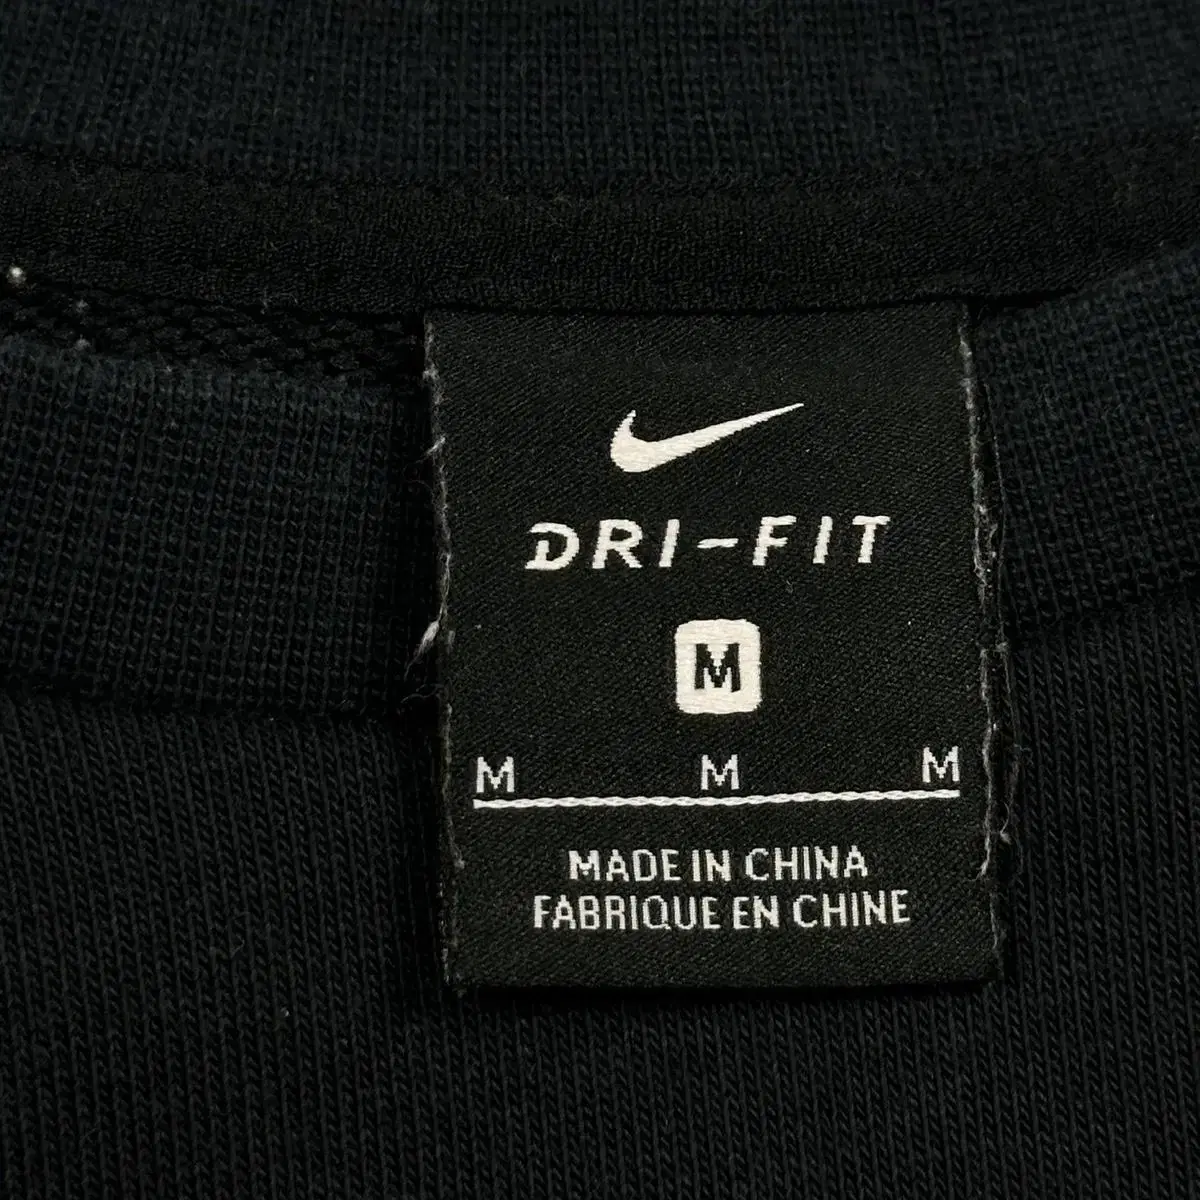 DRI-FIT
M
M M M
MADE IN CHINA
FABRIQUE EN CHINE